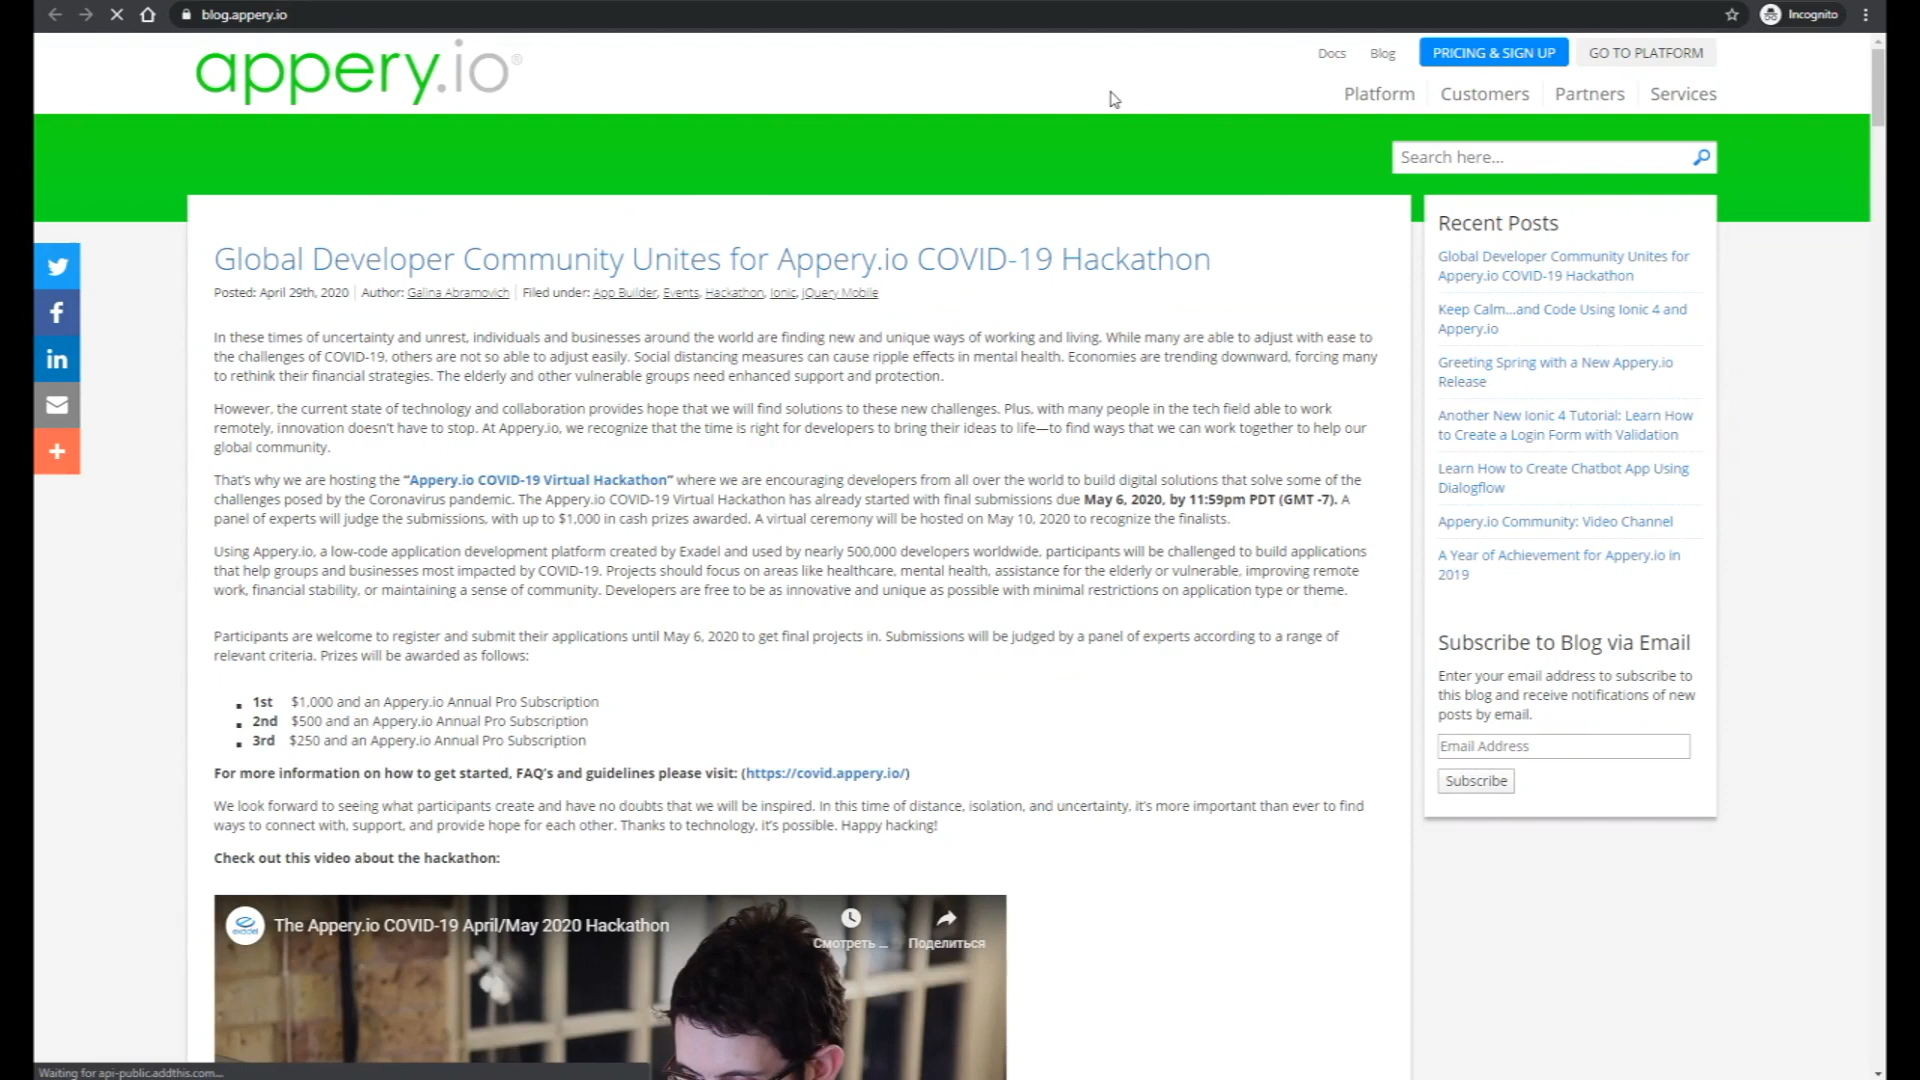 blog.appery.io
Incognito
appery.io®
Docs
Blog
PRICING & SIGN UP
GO TO PLATFORM
Platform
Customers
Partners
Services
Search here...
Global Developer Community Unites for Appery.io COVID-19 Hackathon
Posted: April 29th, 2020
Author: Galina Abramovich
Filed under: App Builder, Events, Hackathon, Ionic, jQuery Mobile
In these times of uncertainty and unrest, individuals and businesses around the world are finding new and unique ways of working and living. While many are able to adjust with ease to
the challenges of COVID-19, others are not so able to adjust easily. Social distancing measures can cause ripple effects in mental health. Economies are trending downward, forcing many
to rethink their financial strategies. The elderly and other vulnerable groups need enhanced support and protection.
However, the current state of technology and collaboration provides hope that we will find solutions to these new challenges. Plus, with many people in the tech field able to work
remotely, innovation doesn't have to stop. At Appery.io, we recognize that the time is right for developers to bring their ideas to life—to find ways that we can work together to help our
global community.
That's why we are hosting the "Appery.io COVID-19 Virtual Hackathon" where we are encouraging developers from all over the world to build digital solutions that solve some of the
challenges posed by the Coronavirus pandemic. The Appery.io COVID-19 Virtual Hackathon has already started with final submissions due May 6, 2020, by 11:59pm PDT (GMT -7). A
panel of experts will judge the submissions, with up to $1,000 in cash prizes awarded. A virtual ceremony will be hosted on May 10, 2020 to recognize the finalists.
Using Appery.io, a low-code application development platform created by Exadel and used by nearly 500,000 developers worldwide, participants will be challenged to build applications
that help groups and businesses most impacted by COVID-19. Projects should focus on areas like healthcare, mental health, assistance for the elderly or vulnerable, improving remote
work, financial stability, or maintaining a sense of community. Developers are free to be as innovative and unique as possible with minimal restrictions on application type or theme.
Participants are welcome to register and submit their applications until May 6, 2020 to get final projects in. Submissions will be judged by a panel of experts according to a range of
relevant criteria. Prizes will be awarded as follows:
1st $1,000 and an Appery.io Annual Pro Subscription
2nd $500 and an Appery.io Annual Pro Subscription
3rd $250 and an Appery.io Annual Pro Subscription
For more information on how to get started, FAQ's and guidelines please visit: (https://covid.appery.io/)
We look forward to seeing what participants create and have no doubts that we will be inspired. In this time of distance, isolation, and uncertainty, it's more important than ever to find
ways to connect with, support, and provide hope for each other. Thanks to technology, it's possible. Happy hacking!
Check out this video about the hackathon:
exadel
The Appery.io COVID-19 April/May 2020 Hackathon
Смотреть ...
Поделиться
Recent Posts
Global Developer Community Unites for
Appery.io COVID-19 Hackathon
Keep Calm...and Code Using Ionic 4 and
Appery.io
Greeting Spring with a New Appery.io
Release
Another New Ionic 4 Tutorial: Learn How
to Create a Login Form with Validation
Learn How to Create Chatbot App Using
Dialogflow
Appery.io Community: Video Channel
A Year of Achievement for Appery.io in
2019
Subscribe to Blog via Email
Enter your email address to subscribe to
this blog and receive notifications of new
posts by email.
Email Address
Subscribe
Waiting for api-public.addthis.com...